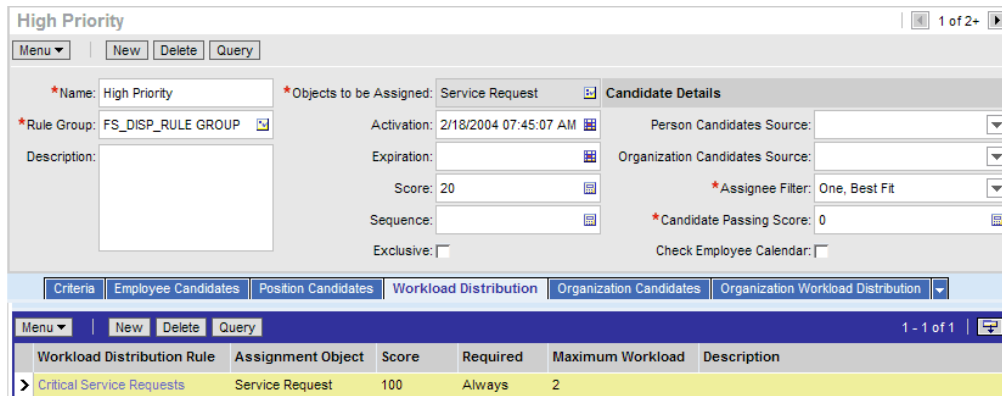 High Priority 1 of 2+
Menu New Delete Query
*Name: High Priority *Objects to be Assigned: Service Request Candidate Details
*Rule Group: FS_DISP_RULE GROUP Activation: 2/18/2004 07:45:07 AM Person Candidates Source:
Description: Expiration: Organization Candidates Source:
Score: 20 *Assignee Filter: One, Best Fit
Sequence: *Candidate Passing Score: 0
Exclusive: Check Employee Calendar:
Criteria Employee Candidates Position Candidates Workload Distribution Organization Candidates Organization Workload Distribution
Menu New Delete Query 1 - 1 of 1
Workload Distribution Rule Assignment Object Score Required Maximum Workload Description
Critical Service Requests Service Request 100 Always 2